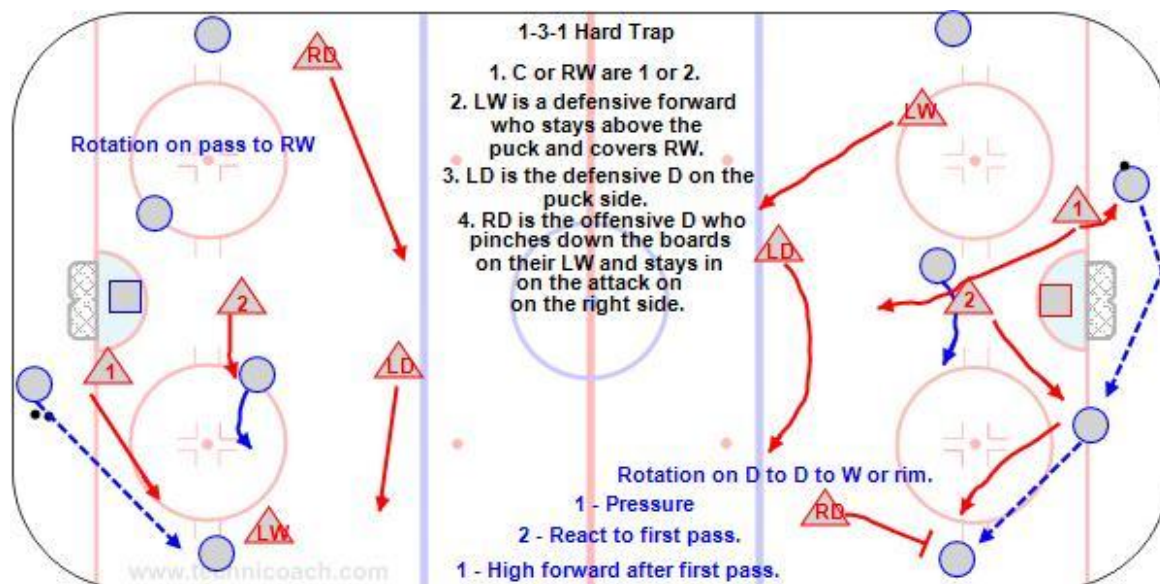 1-3-1 Hard Trap
1. C or RW are 1 or 2.
2. LW is a defensive forward
who stays above the
puck and covers RW.
3. LD is the defensive D on the
puck side.
4. RD is the offensive D who
pinches down the boards
on their LW and stays in
on the attack on
on the right side.
Rotation on pass to RW
RD
2
1
LD
LW
LW
1
LD
2
RD
Rotation on D to D to W or rim.
1 - Pressure
2 - React to first pass.
1 - High forward after first pass.
www.technicoach.com